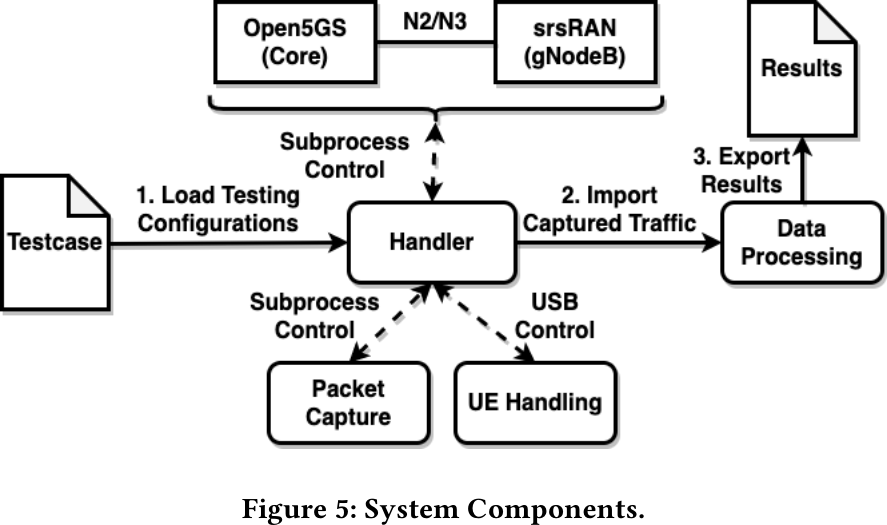 Open5GS
(Core)
N2/N3
srsRAN
(gNodeB)
Results
Subprocess
Control
3. Export
Results
Testcase
1. Load Testing
Configurations
Handler
2. Import
Captured Traffic
Data
Processing
Subprocess
Control
USB
Control
Packet
Capture
UE Handling
Figure 5: System Components.